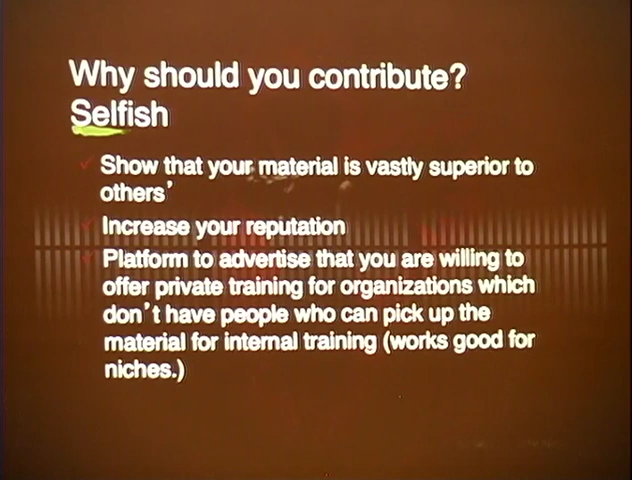 Why should you contribute?
Selfish
Show that your material is vastly superior to
others'
Increase your reputation
Platform to advertise that you are willing to
offer private training for organizations which
don't have people who can pick up the
material for internal training (works good for
niches.)